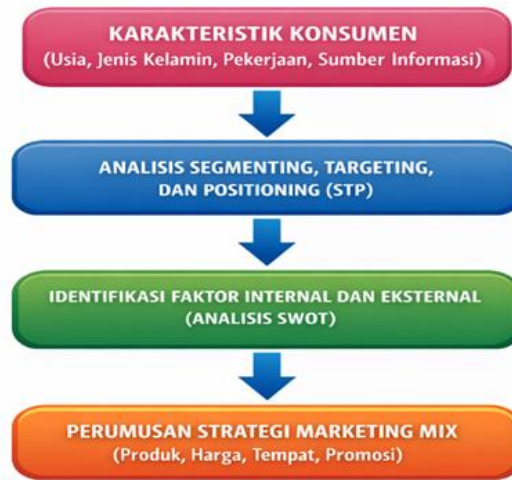 KARAKTERISTIK KONSUMEN
(Usia, Jenis Kelamin, Pekerjaan, Sumber Informasi)
ANALISIS SEGMENTING, TARGETING,
DAN POSITIONING (STP)
IDENTIFIKASI FAKTOR INTERNAL DAN EKSTERNAL
(ANALISIS SWOT)
PERUMUSAN STRATEGI MARKETING MIX
(Produk, Harga, Tempat, Promosi)